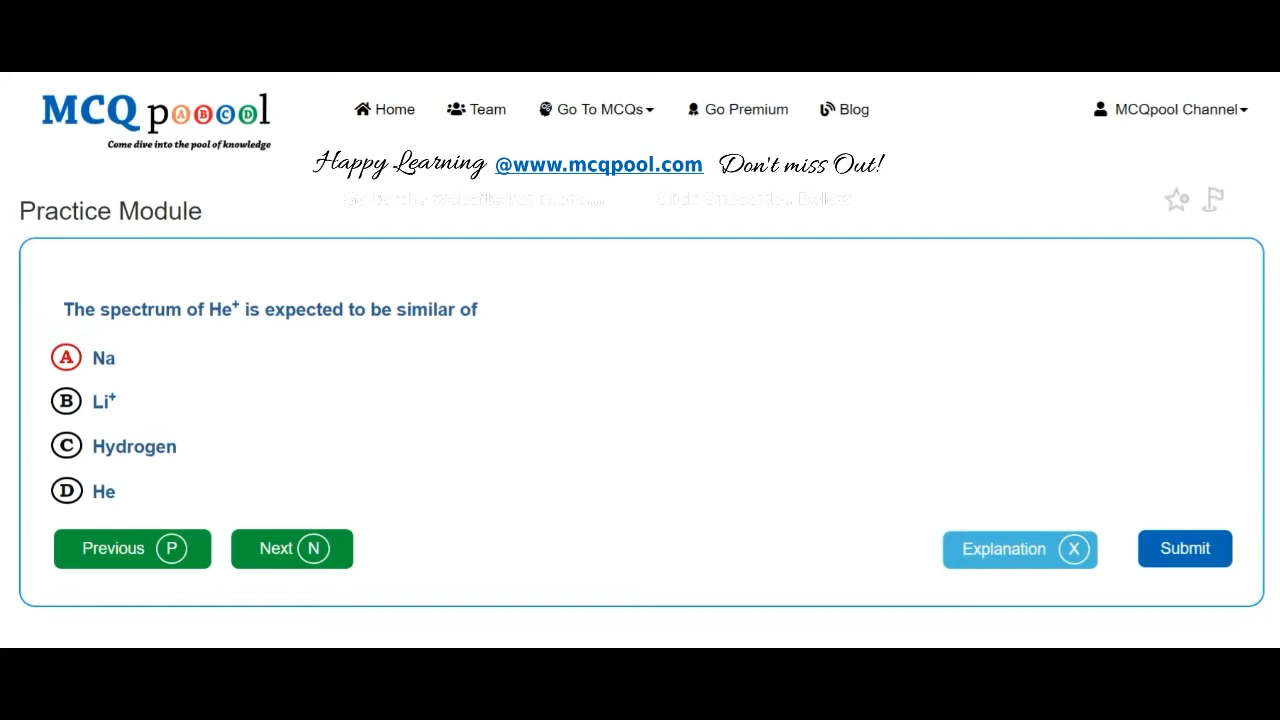 MCQ pooool
Come dive into the pool of knowledge
Home Team Go To MCQs Go Premium Blog MCQpool Channel
Happy Learning @www.mcqpool.com Don't miss Out!
Practice Module
The spectrum of He⁺ is expected to be similar of
A Na
B Li⁺
C Hydrogen
D He
Previous P Next N Explanation X Submit